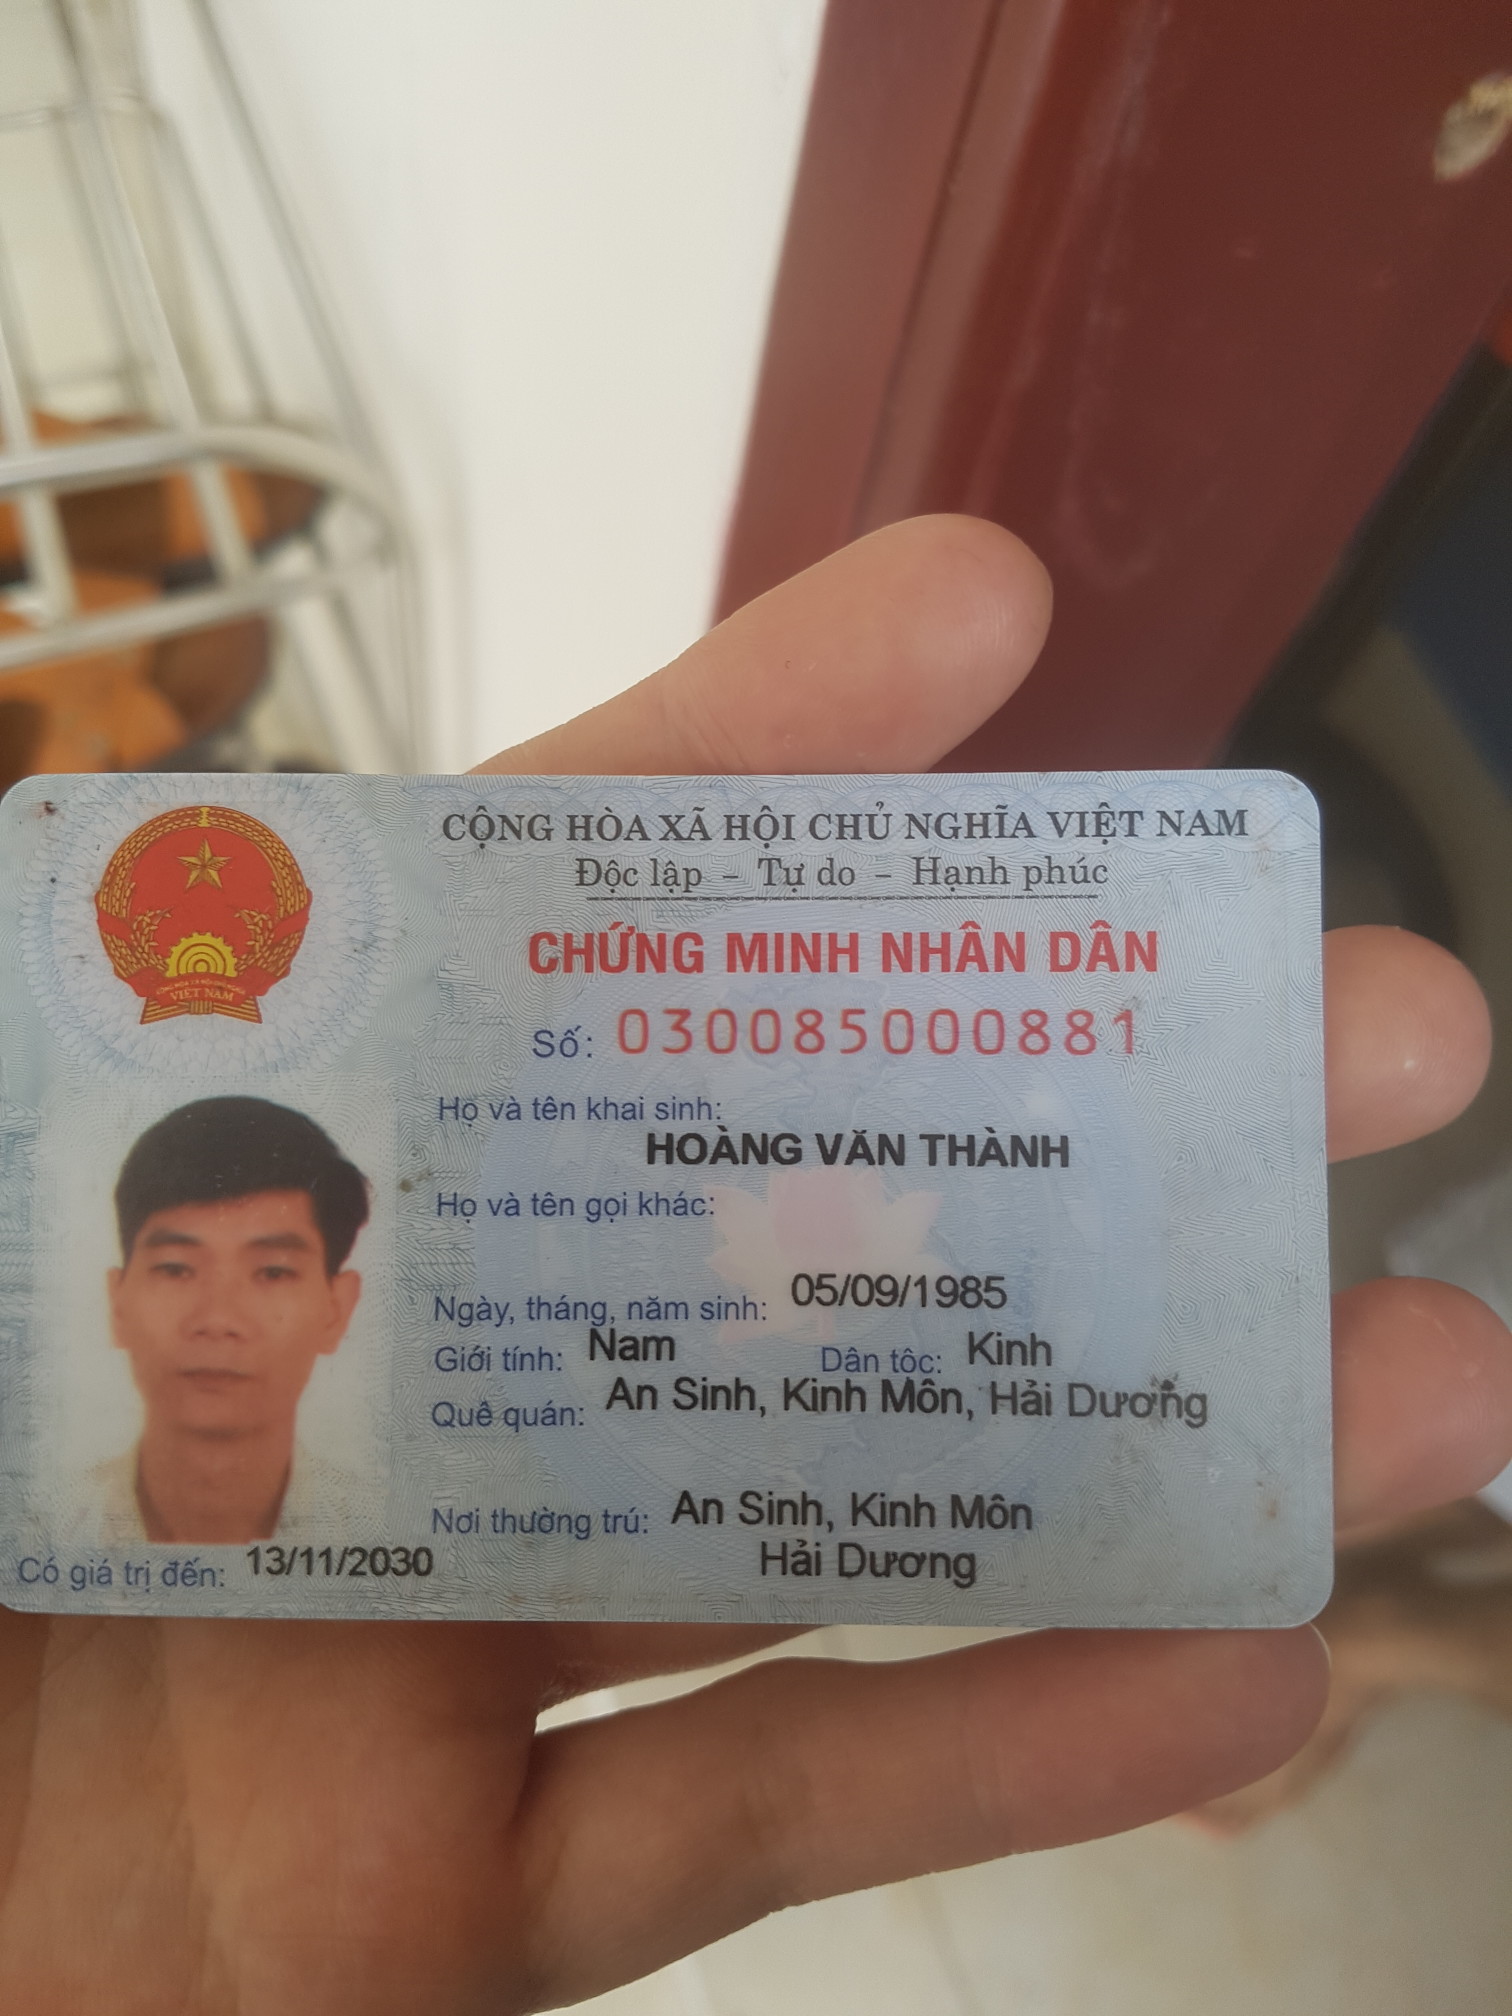 CỘNG HÒA XÃ HỘI CHỦ NGHĨA VIỆT NAM
Độc lập – Tự do – Hạnh phúc
CHỨNG MINH NHÂN DÂN
Số: 030085000881
Họ và tên khai sinh:
HOÀNG VĂN THÀNH
Họ và tên gọi khác:
Ngày, tháng, năm sinh: 05/09/1985
Giới tính: Nam Dân tộc: Kinh
Quê quán: An Sinh, Kinh Môn, Hải Dương
Nơi thường trú: An Sinh, Kinh Môn
Hải Dương
Có giá trị đến: 13/11/2030
VIỆT NAM